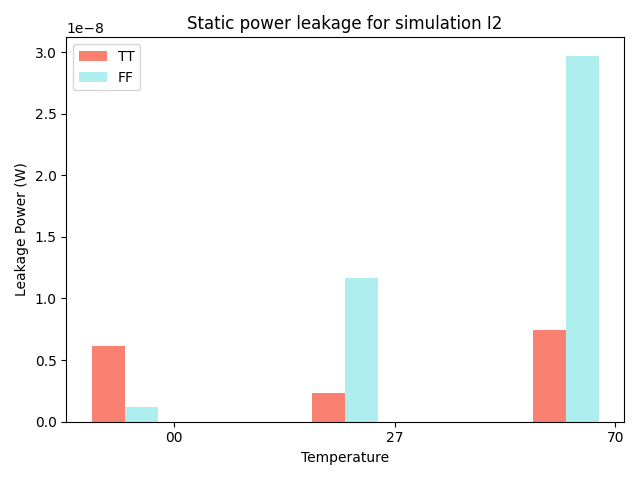 Static power leakage for simulation I2
1e−8
TT
FF
3.0
2.5
2.0
1.5
1.0
0.5
0.0
Leakage Power (W)
00
27
70
Temperature